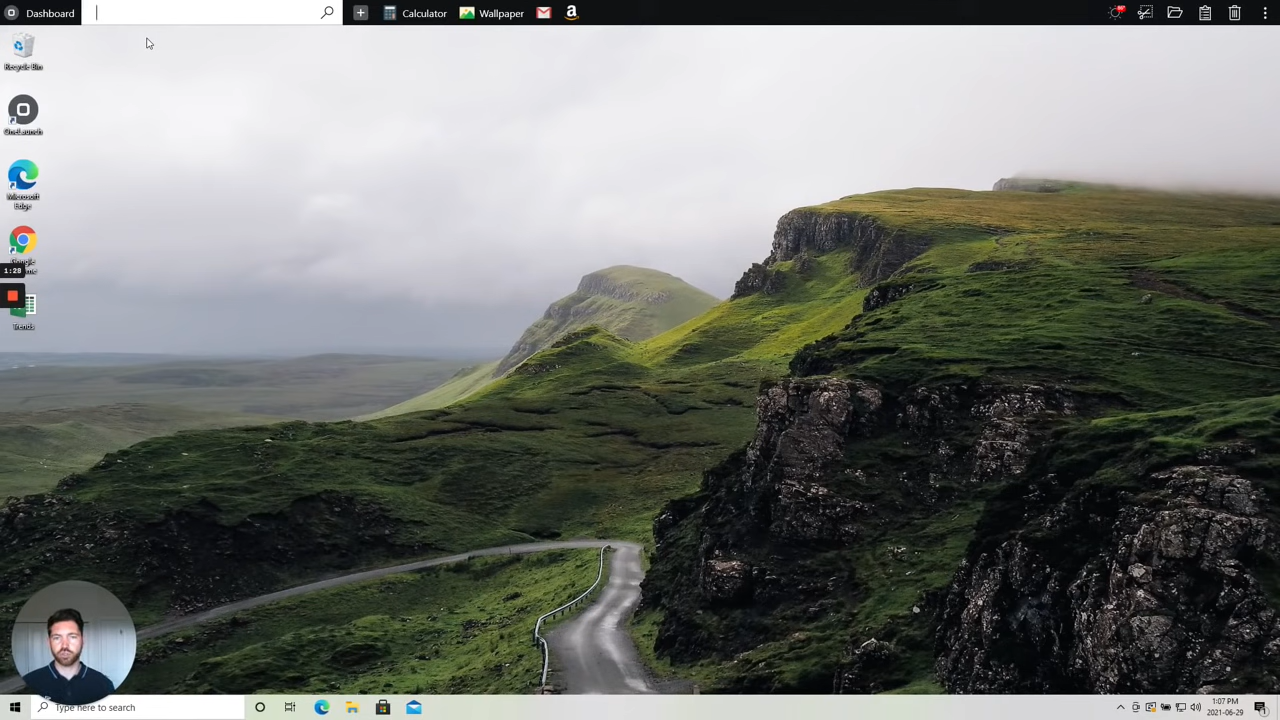 Dashboard
Calculator
Wallpaper
Recycle Bin
OneLaunch
Microsoft
Edge
Google
1:28
Trends
Type here to search
1:07 PM
2021-06-29